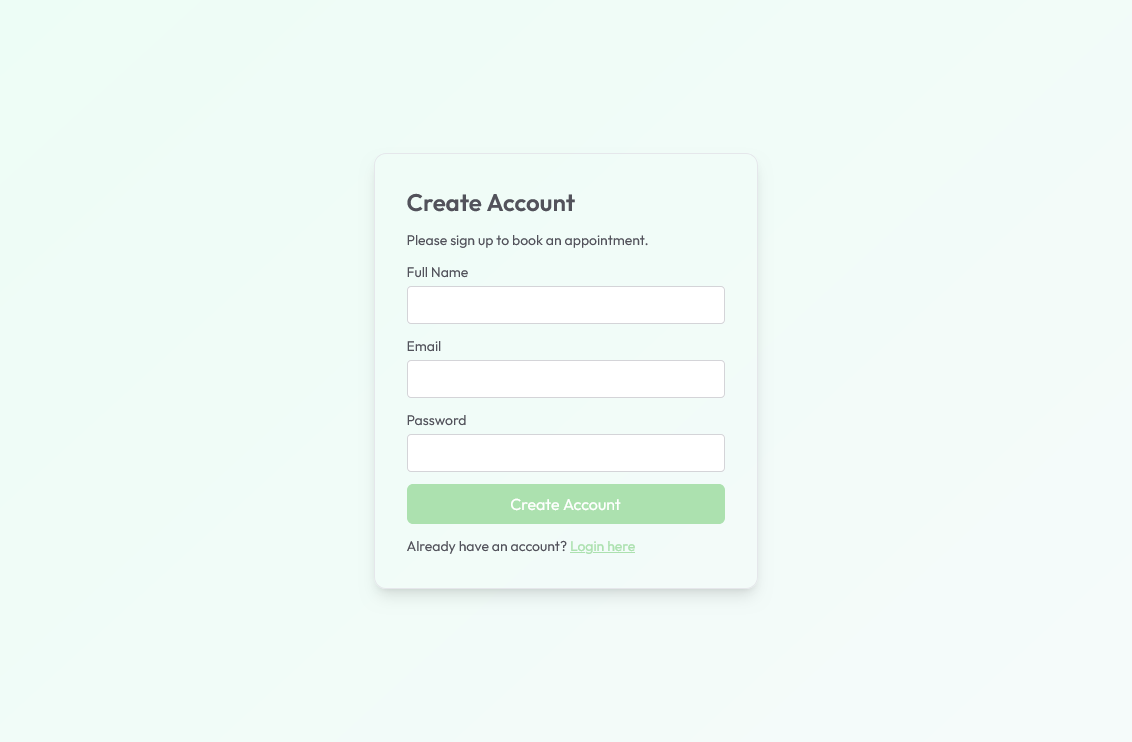 Create Account
Please sign up to book an appointment.
Full Name
Email
Password
Create Account
Already have an account? Login here